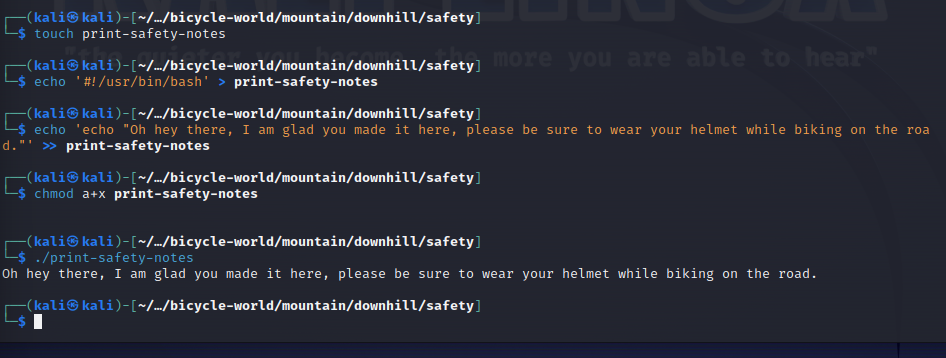 ┌──(kali㉿kali)-[~/…/bicycle-world/mountain/downhill/safety]
└─$ touch print-safety-notes
"the quieter you become, the more you are able to hear"
┌──(kali㉿kali)-[~/…/bicycle-world/mountain/downhill/safety]
└─$ echo '#!/usr/bin/bash' > print-safety-notes
┌──(kali㉿kali)-[~/…/bicycle-world/mountain/downhill/safety]
└─$ echo 'echo "Oh hey there, I am glad you made it here, please be sure to wear your helmet while biking on the roa
d."' >> print-safety-notes
┌──(kali㉿kali)-[~/…/bicycle-world/mountain/downhill/safety]
└─$ chmod a+x print-safety-notes
┌──(kali㉿kali)-[~/…/bicycle-world/mountain/downhill/safety]
└─$ ./print-safety-notes
Oh hey there, I am glad you made it here, please be sure to wear your helmet while biking on the road.
┌──(kali㉿kali)-[~/…/bicycle-world/mountain/downhill/safety]
└─$